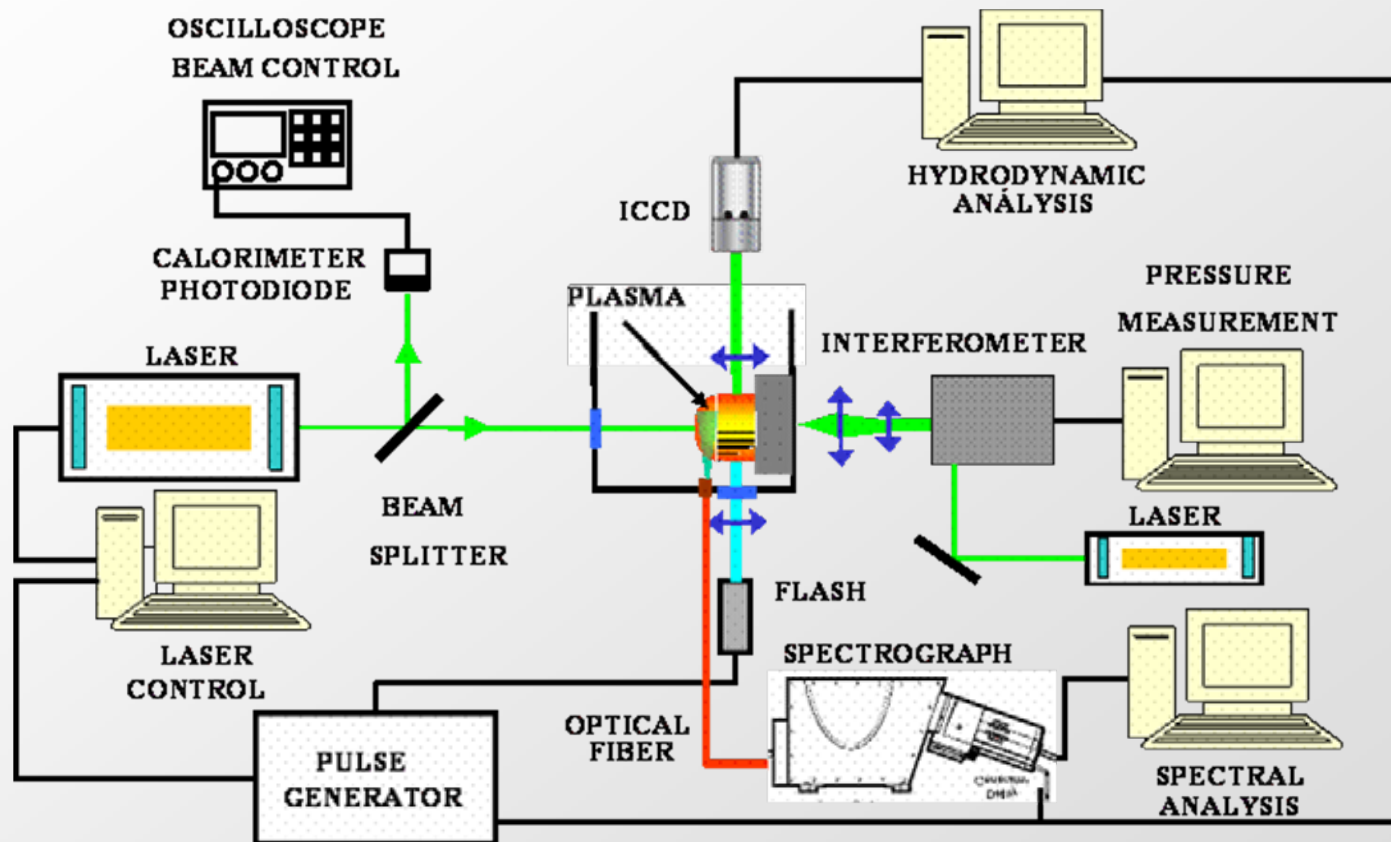 OSCILLOSCOPE
BEAM CONTROL
CALORIMETER
PHOTODIODE
LASER
BEAM
SPLITTER
LASER
CONTROL
PULSE
GENERATOR
ICCD
PLASMA
HYDRODYNAMIC
ANÁLYSIS
PRESSURE
MEASUREMENT
INTERFEROMETER
LASER
FLASH
SPECTROGRAPH
OPTICAL
FIBER
SPECTRAL
ANALYSIS